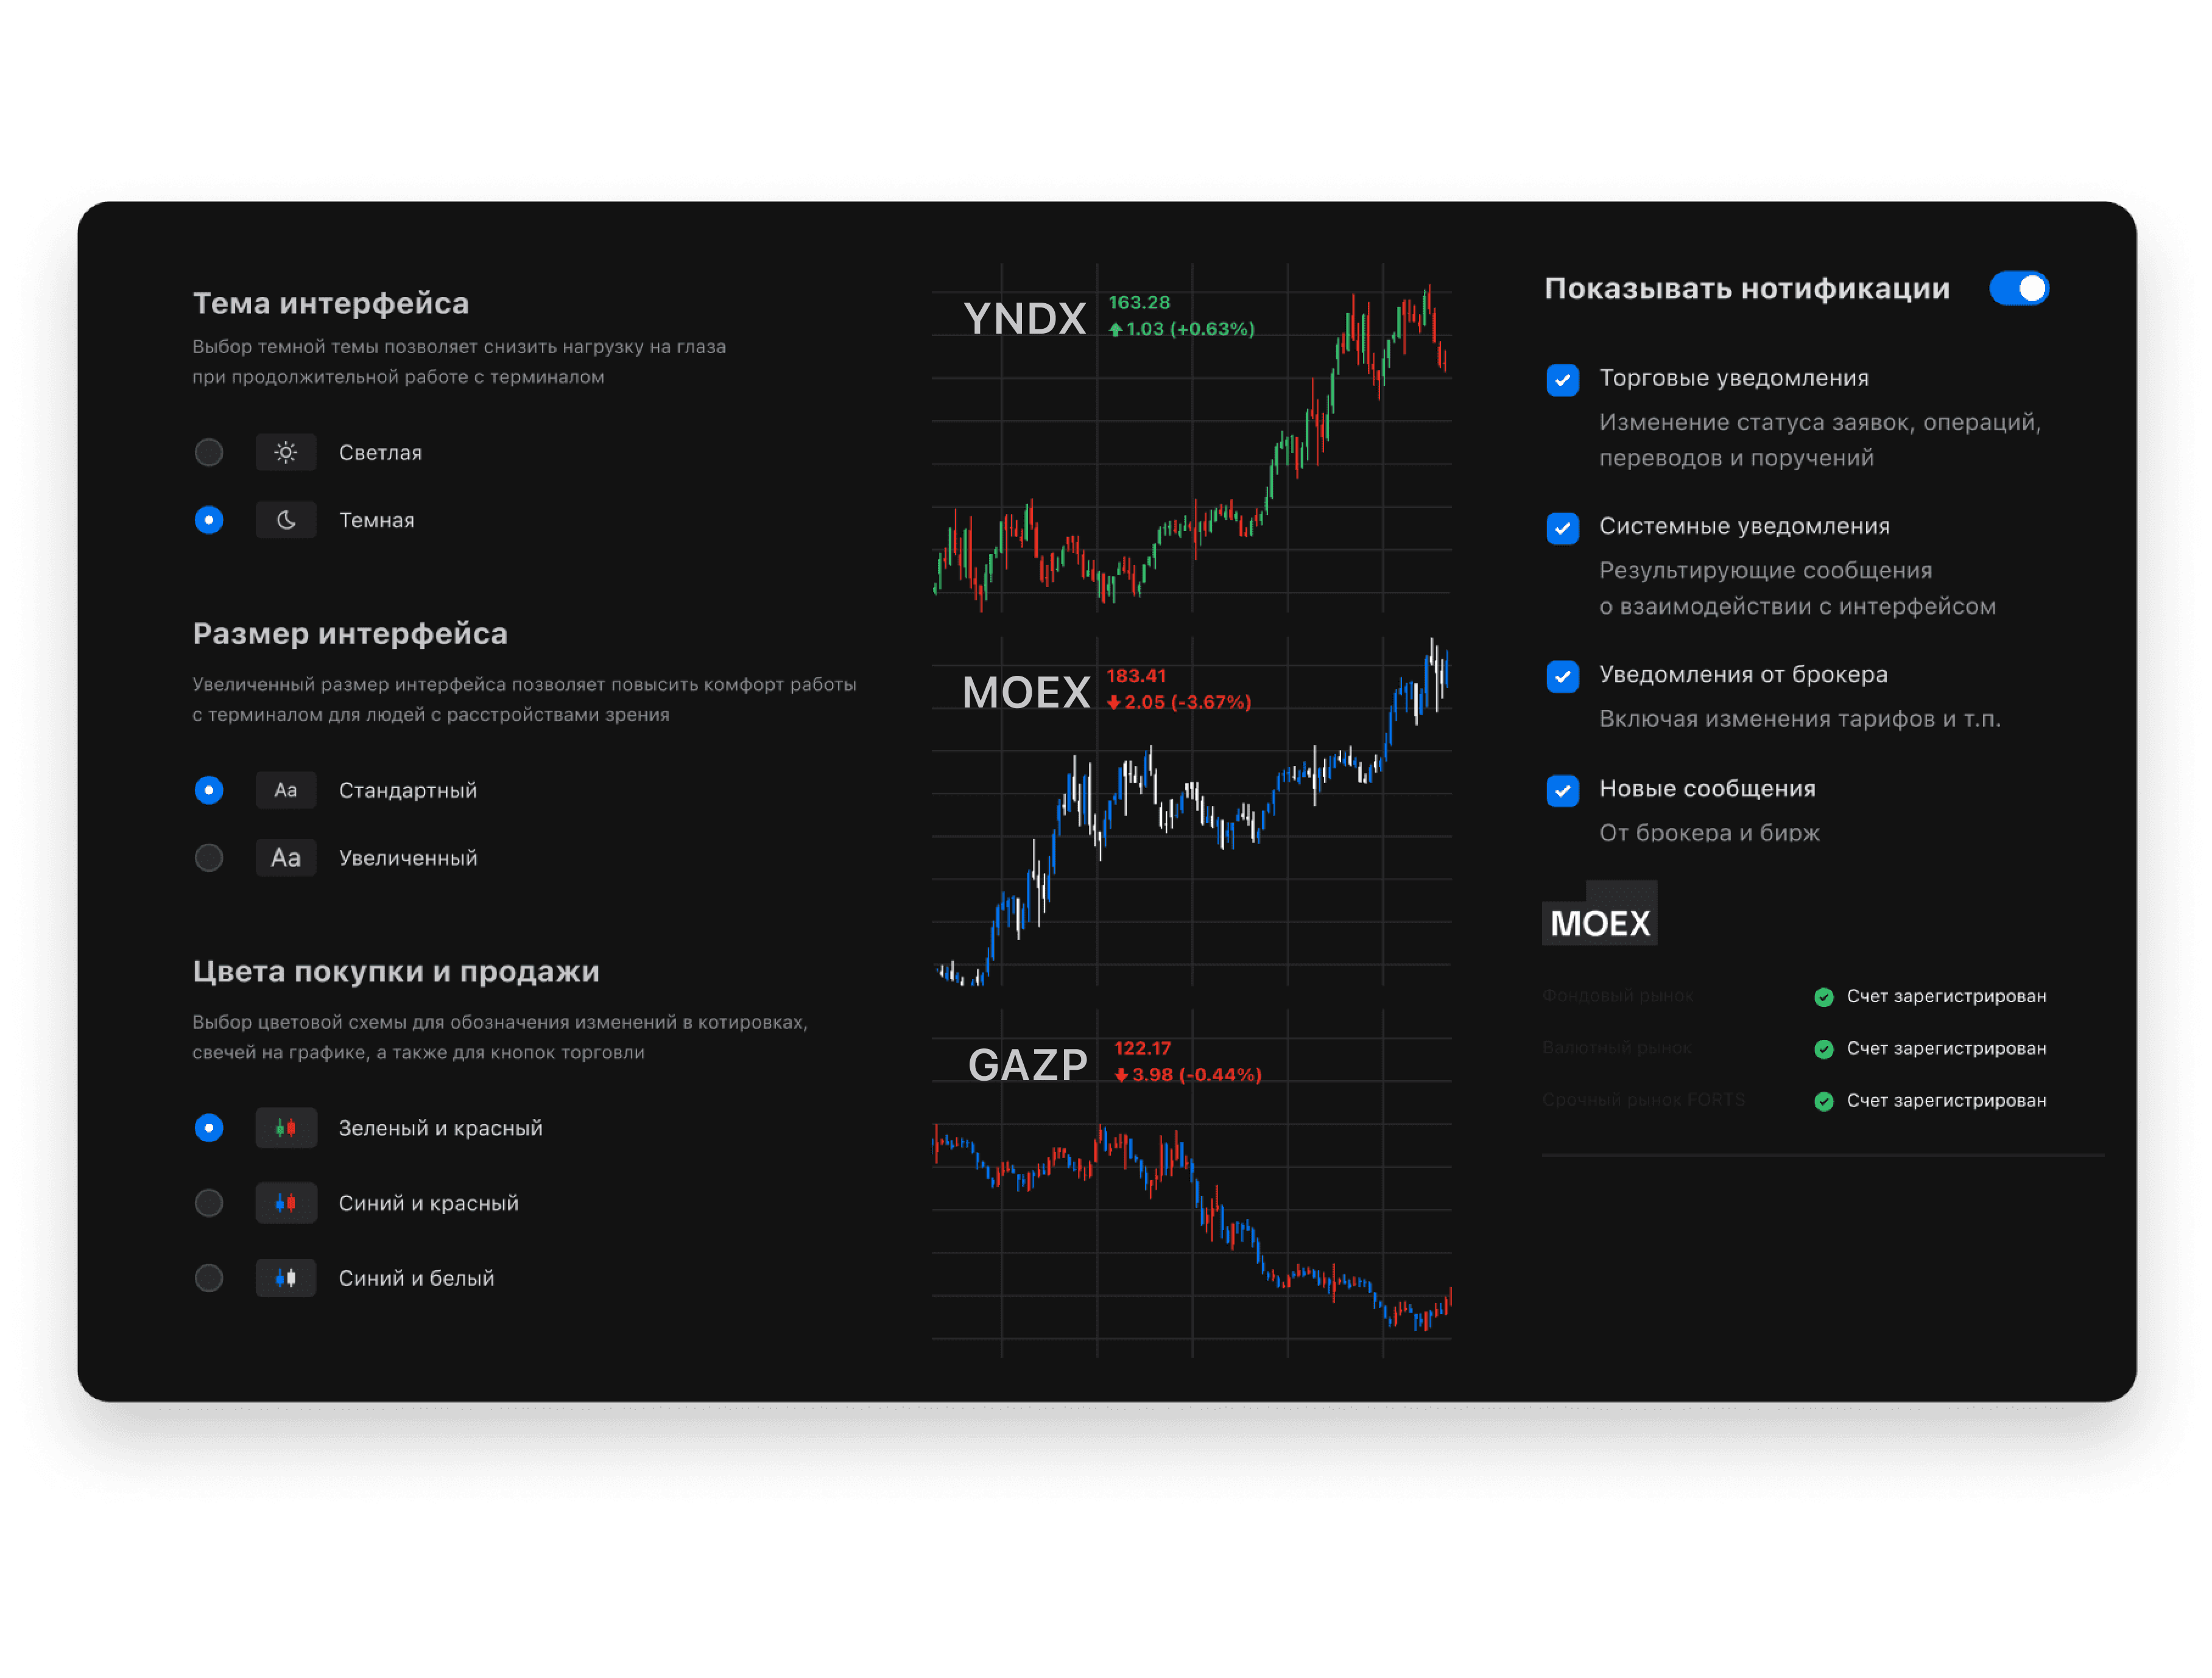 Тема интерфейса
Выбор темной темы позволяет снизить нагрузку на глаза
при продолжительной работе с терминалом
Светлая
Темная
Размер интерфейса
Увеличенный размер интерфейса позволяет повысить комфорт работы
с терминалом для людей с расстройствами зрения
Aa Стандартный
Aa Увеличенный
Цвета покупки и продажи
Выбор цветовой схемы для обозначения изменений в котировках,
свечей на графике, а также для кнопок торговли
Зеленый и красный
Синий и красный
Синий и белый
YNDX
163.28
1.03 (+0.63%)
MOEX
183.41
2.05 (-3.67%)
GAZP
122.17
3.98 (-0.44%)
Показывать нотификации
Торговые уведомления
Изменение статуса заявок, операций,
переводов и поручений
Системные уведомления
Результирующие сообщения
о взаимодействии с интерфейсом
Уведомления от брокера
Включая изменения тарифов и т.п.
Новые сообщения
От брокера и бирж
MOEX
Фондовый рынок Счет зарегистрирован
Валютный рынок Счет зарегистрирован
Срочный рынок FORTS Счет зарегистрирован